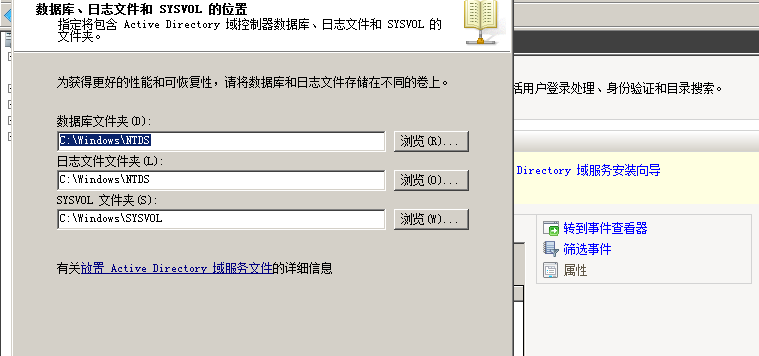 数据库、日志文件和 SYSVOL 的位置
指定将包含 Active Directory 域控制器数据库、日志文件和 SYSVOL 的
文件夹。
为获得更好的性能和可恢复性，请将数据库和日志文件存储在不同的卷上。
数据库文件夹(D):
C:\Windows\NTDS
浏览(R)...
日志文件文件夹(L):
C:\Windows\NTDS
浏览(O)...
SYSVOL 文件夹(S):
C:\Windows\SYSVOL
浏览(W)...
有关放置 Active Directory 域服务文件的详细信息
活用户登录处理、身份验证和目录搜索。
Directory 域服务安装向导
转到事件查看器
筛选事件
属性